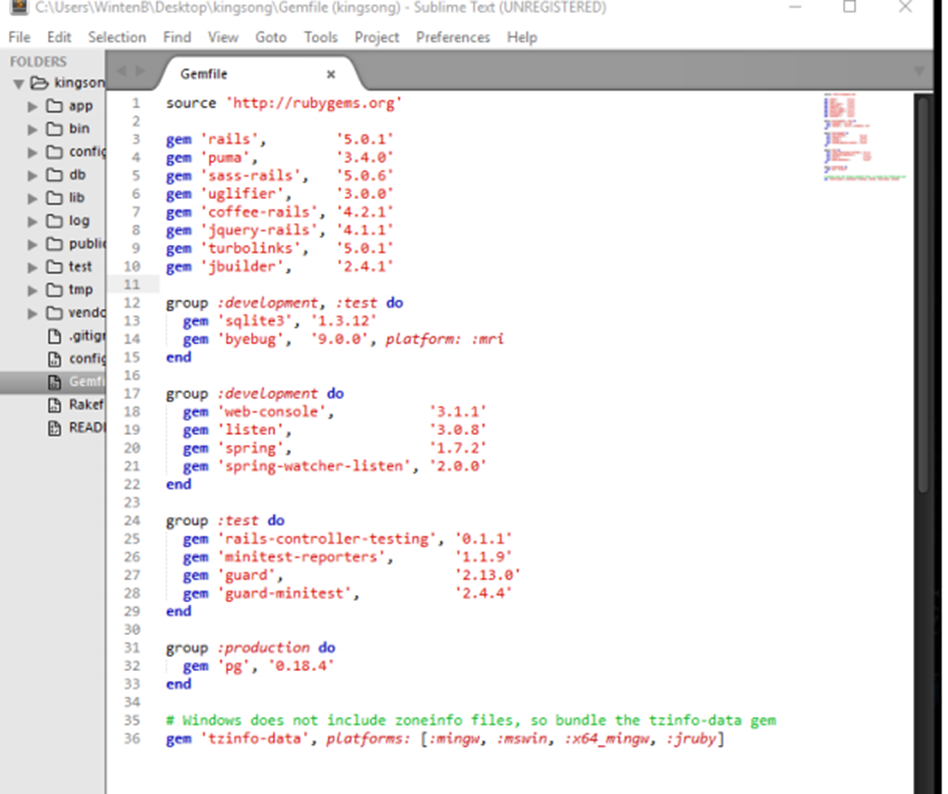 C:\Users\WintenB\Desktop\kingsong\Gemfile (kingsong) - Sublime Text (UNREGISTERED)
File Edit Selection Find View Goto Tools Project Preferences Help
FOLDERS
kingson
app
bin
config
db
lib
log
public
test
tmp
vendo
.gitign
config
Gemfi
Rakef
READI
Gemfile ×
1 source 'http://rubygems.org'
2
3 gem 'rails', '5.0.1'
4 gem 'puma', '3.4.0'
5 gem 'sass-rails', '5.0.6'
6 gem 'uglifier', '3.0.0'
7 gem 'coffee-rails', '4.2.1'
8 gem 'jquery-rails', '4.1.1'
9 gem 'turbolinks', '5.0.1'
10 gem 'jbuilder', '2.4.1'
11
12 group :development, :test do
13 gem 'sqlite3', '1.3.12'
14 gem 'byebug', '9.0.0', platform: :mri
15 end
16
17 group :development do
18 gem 'web-console', '3.1.1'
19 gem 'listen', '3.0.8'
20 gem 'spring', '1.7.2'
21 gem 'spring-watcher-listen', '2.0.0'
22 end
23
24 group :test do
25 gem 'rails-controller-testing', '0.1.1'
26 gem 'minitest-reporters', '1.1.9'
27 gem 'guard', '2.13.0'
28 gem 'guard-minitest', '2.4.4'
29 end
30
31 group :production do
32 gem 'pg', '0.18.4'
33 end
34
35 # Windows does not include zoneinfo files, so bundle the tzinfo-data gem
36 gem 'tzinfo-data', platforms: [:mingw, :mswin, :x64_mingw, :jruby]